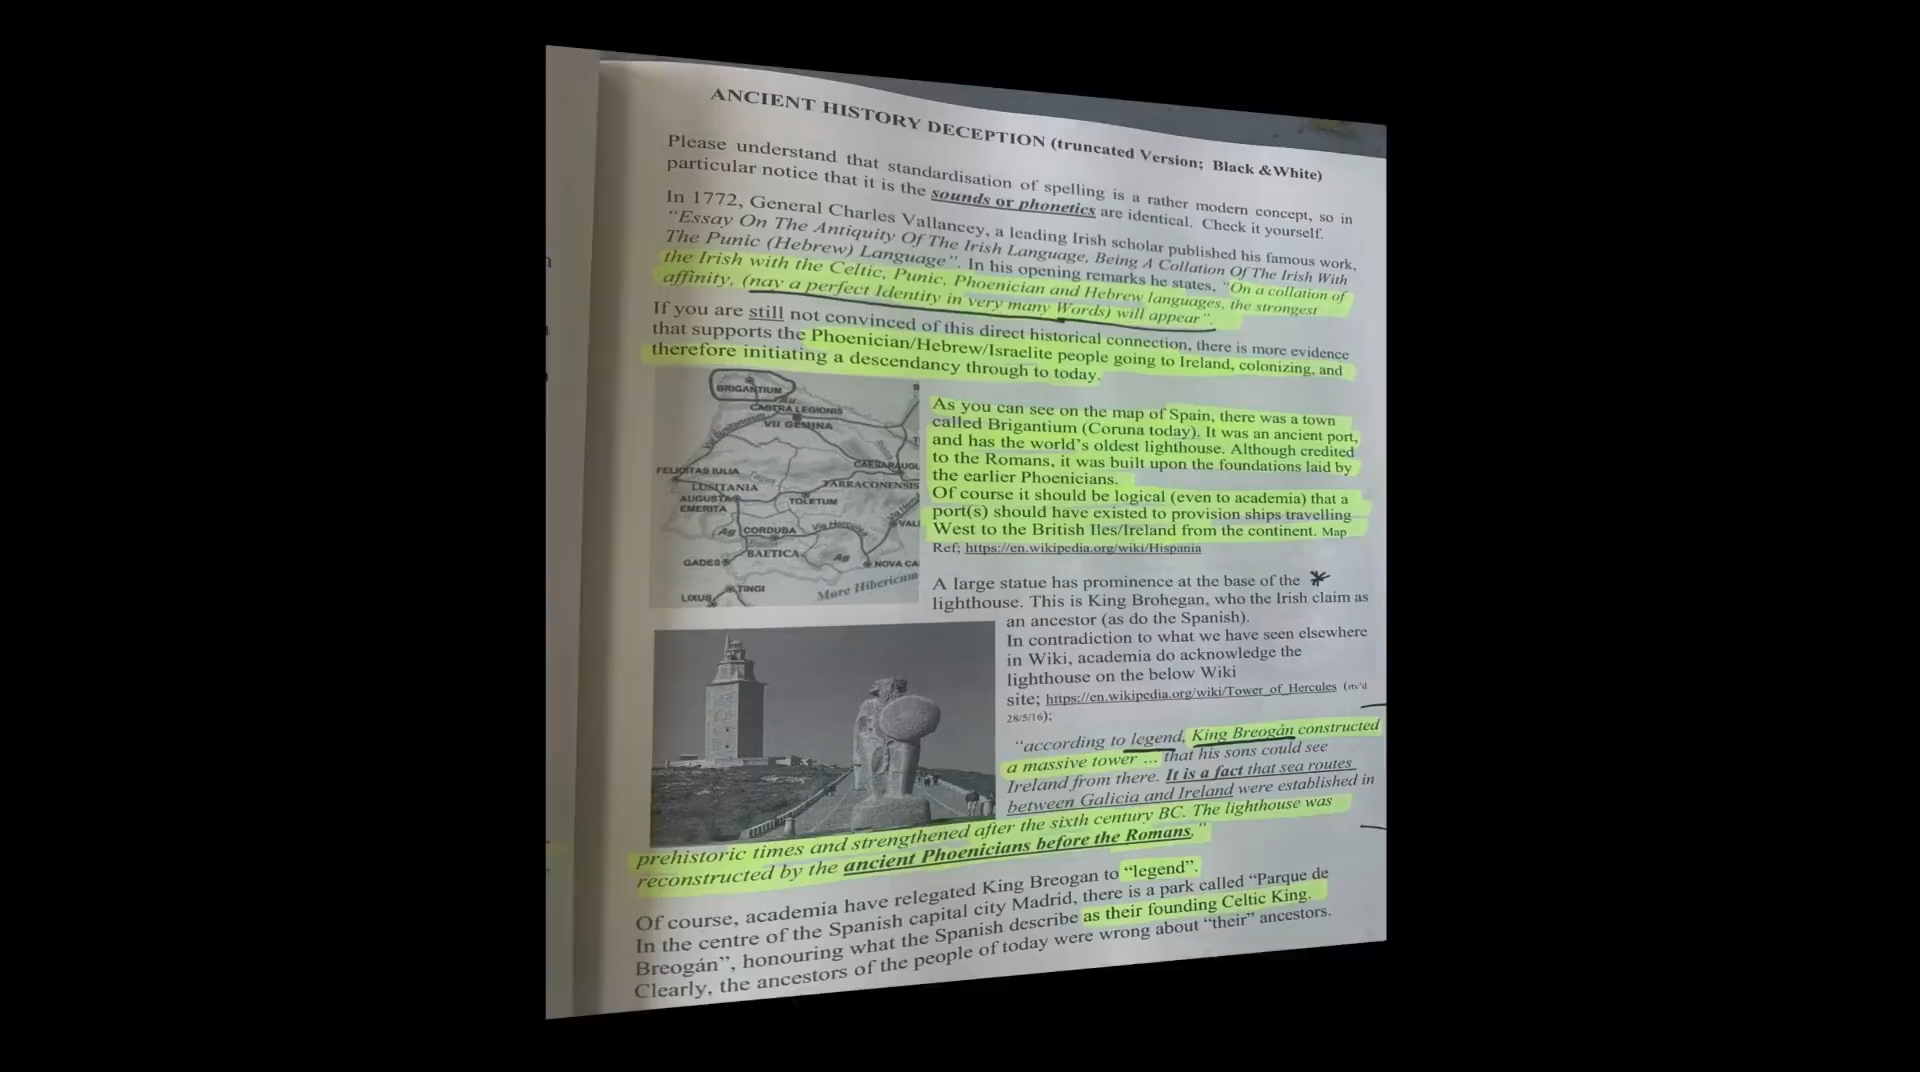 ANCIENT HISTORY DECEPTION (truncated Version; Black &White)
Please understand that standardisation of spelling is a rather modern concept, so in
particular notice that it is the sounds or phonetics are identical. Check it yourself.
In 1772, General Charles Vallancey, a leading Irish scholar published his famous work,
“Essay On The Antiquity Of The Irish Language, Being A Collation Of The Irish With
The Punic (Hebrew) Language”. In his opening remarks he states, “On a collation of
the Irish with the Celtic, Punic, Phoenician and Hebrew languages, the strongest
affinity, (nay a perfect Identity in very many Words) will appear”.
If you are still not convinced of this direct historical connection, there is more evidence
that supports the Phoenician/Hebrew/Israelite people going to Ireland, colonizing, and
therefore initiating a descendancy through to today.
BRIGANTIUM
Au
CASTRA LEGIONIS
VII GEMINA
CAESARAUGU
FELICITAS IULIA
Tagus
LUSITANIA
TARRACONENSIS
AUGUSTA
EMERITA
TOLETUM
Ag
CORDUBA
Via Herculea
VAL
BAETICA
Ag
GADES
NOVA CA
TINGI
LIXUS
Mare Hibericum
As you can see on the map of Spain, there was a town
called Brigantium (Coruna today). It was an ancient port,
and has the world’s oldest lighthouse. Although credited
to the Romans, it was built upon the foundations laid by
the earlier Phoenicians.
Of course it should be logical (even to academia) that a
port(s) should have existed to provision ships travelling
West to the British Iles/Ireland from the continent. Map
Ref; https://en.wikipedia.org/wiki/Hispania
A large statue has prominence at the base of the
lighthouse. This is King Brohegan, who the Irish claim as
an ancestor (as do the Spanish).
In contradiction to what we have seen elsewhere
in Wiki, academia do acknowledge the
lighthouse on the below Wiki
site; https://en.wikipedia.org/wiki/Tower_of_Hercules (rtv’d
28/5/16);
“according to legend, King Breogán constructed
a massive tower ... that his sons could see
Ireland from there. It is a fact that sea routes
between Galicia and Ireland were established in
prehistoric times and strengthened after the sixth century BC. The lighthouse was
reconstructed by the ancient Phoenicians before the Romans,”
Of course, academia have relegated King Breogan to “legend”.
In the centre of the Spanish capital city Madrid, there is a park called “Parque de
Breogán”, honouring what the Spanish describe as their founding Celtic King.
Clearly, the ancestors of the people of today were wrong about “their” ancestors.